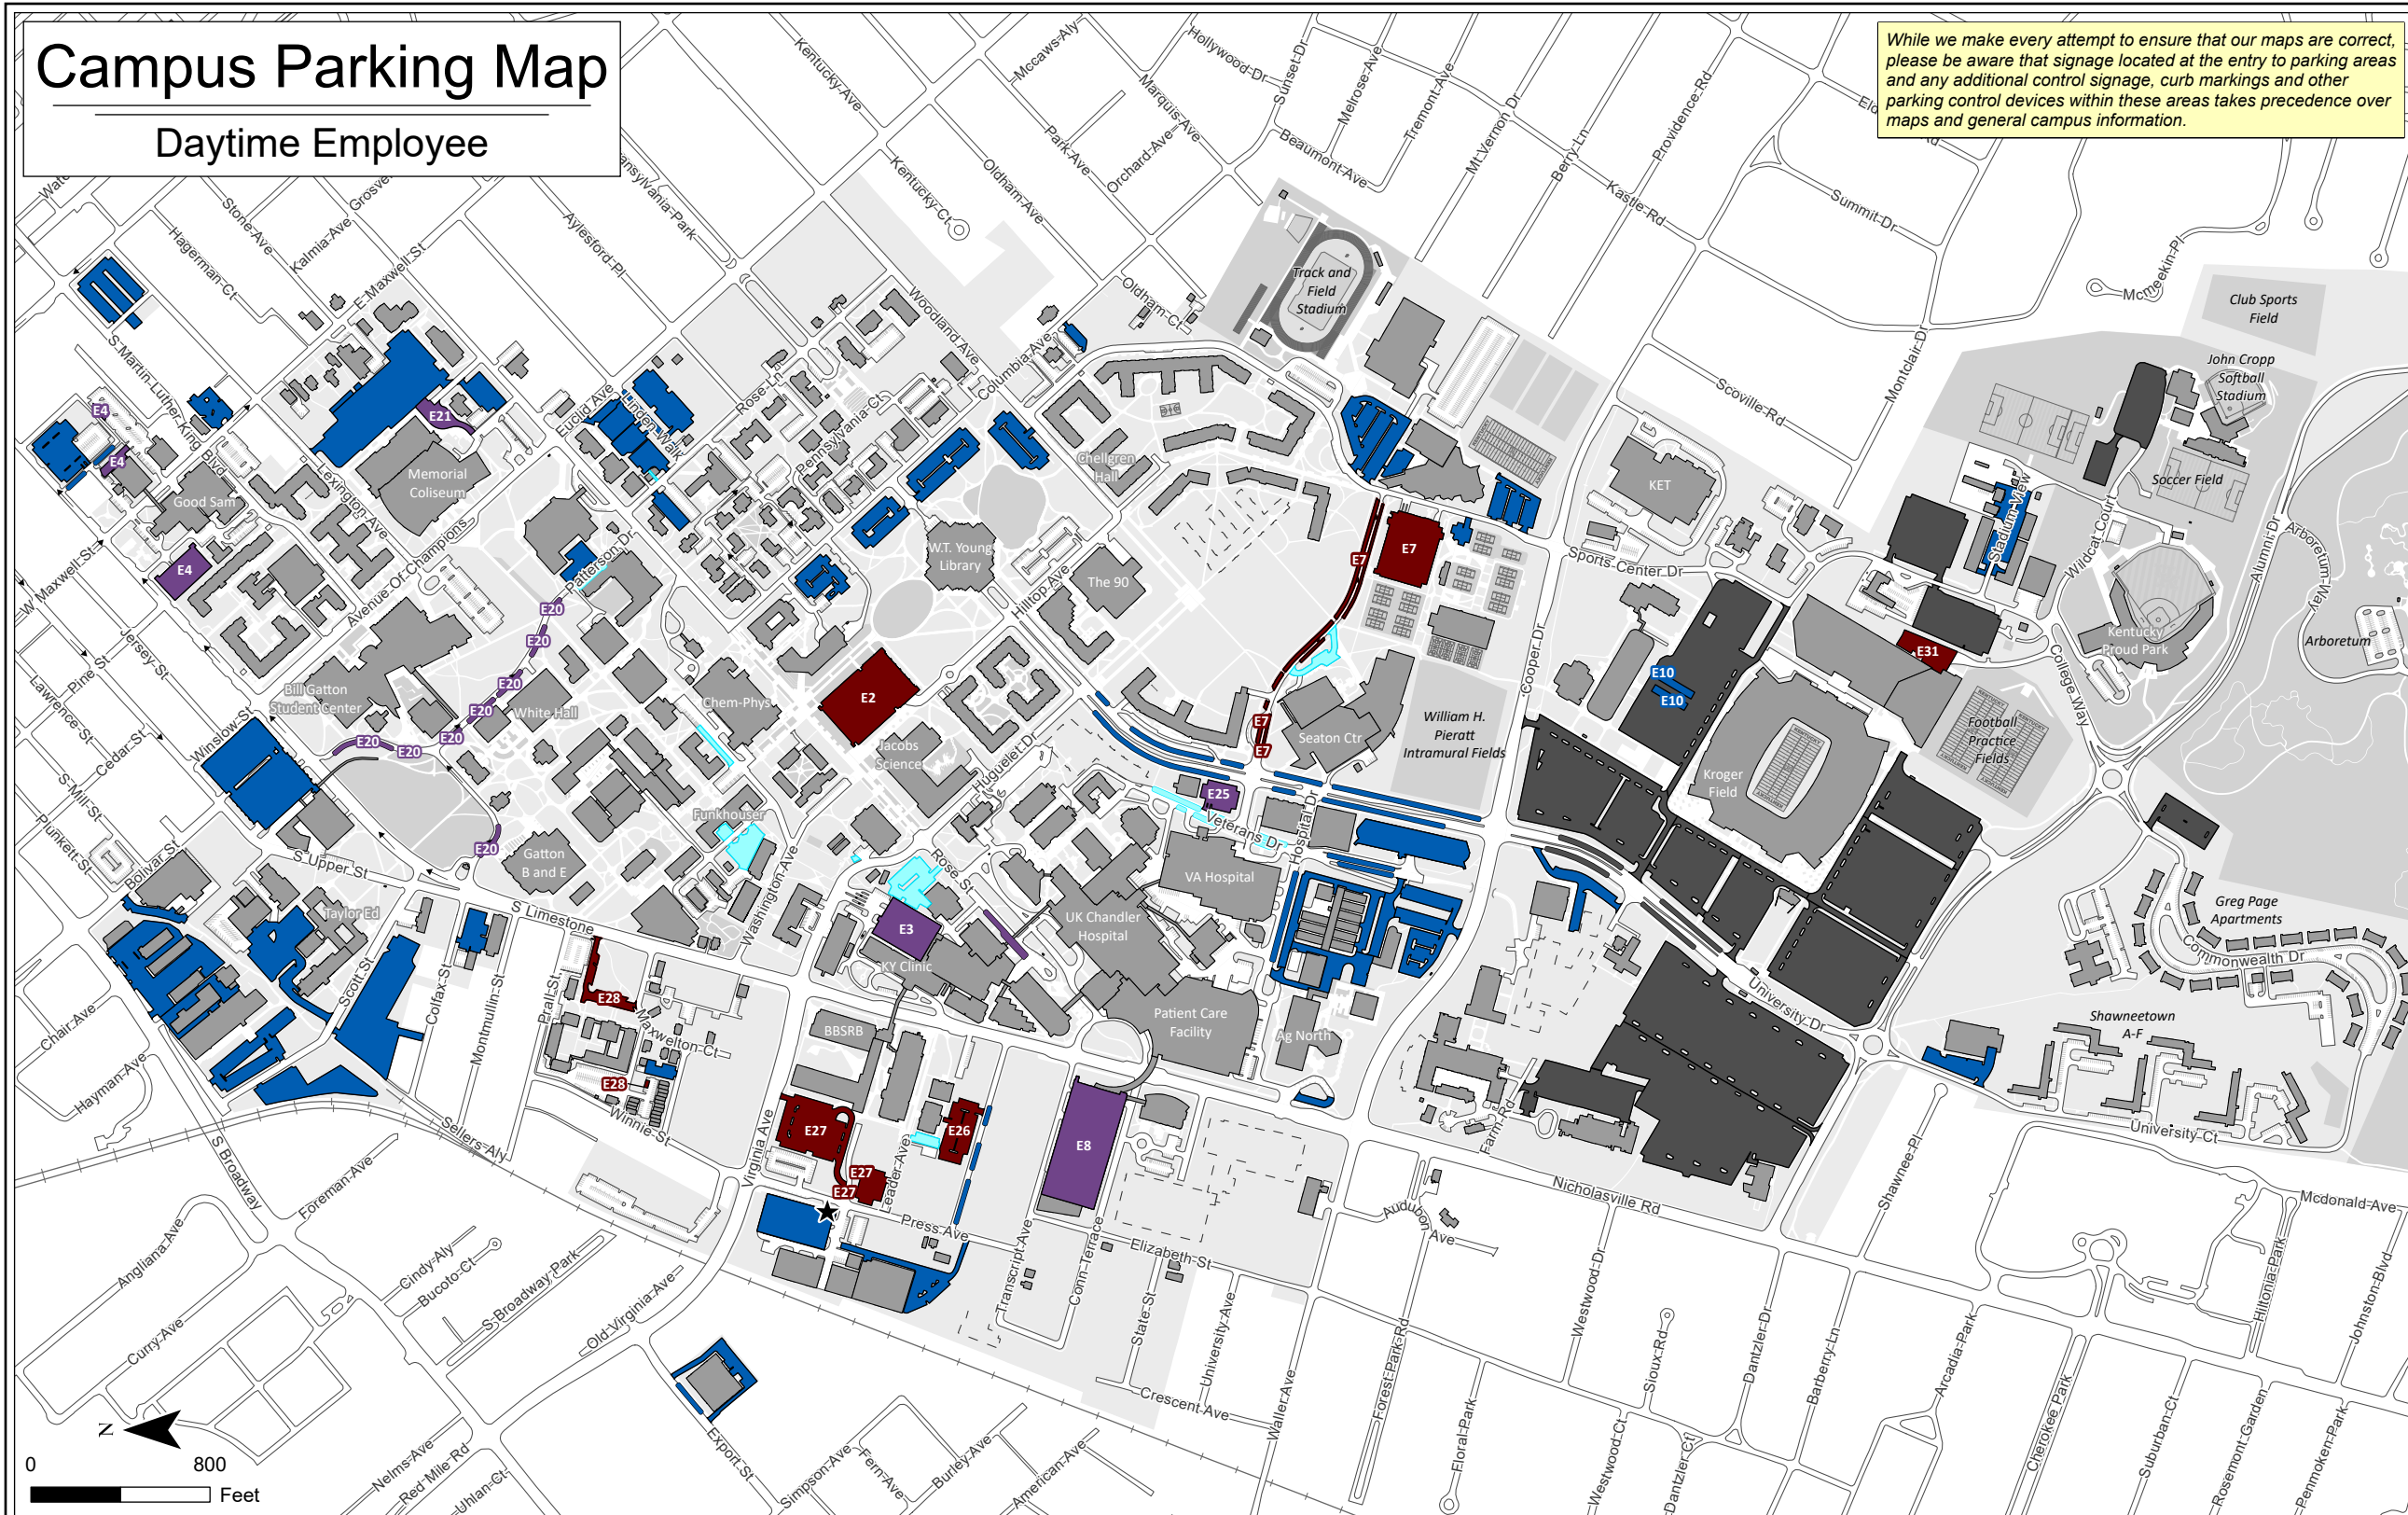 Campus Parking Map
Daytime Employee
While we make every attempt to ensure that our maps are correct,
please be aware that signage located at the entry to parking areas
and any additional control signage, curb markings and other
parking control devices within these areas takes precedence over
maps and general campus information.
Kentucky-Ave
Mccaws-Aly
Hollywood-Dr
Sunset-Dr
Melrose-Ave
Tremont-Ave
Marquis-Ave
Park-Ave
Orchard-Ave
Beaumont-Ave
Mt-Vernon-Dr
Berry-Ln
Providence-Rd
Kastle-Rd
Summit-Dr
Mcmeekin-Pl
Stone-Ave
Kalmia-Ave
Hagerman-Ct
E-Maxwell-St
Aylesford-Pl
Kentucky-Ct
Oldham-Ave
Oldham-Ct
Woodland-Ave
Columbia-Ave
Track and
Field
Stadium
Club Sports
Field
John Cropp
Softball
Stadium
Soccer Field
Scoville-Rd
Montclair-Dr
S-Martin-Luther-King-Blvd
E4
E4
E4
E21
Memorial
Coliseum
Good Sam
Lexington-Ave
Avenue-Of-Champions
Euclid-Ave
Linden-Walk
Rose-Ln
Pennsylvania-Ct
Patterson-Dr
Chellgren
Hall
W.T. Young
Library
The 90
Hilltop-Ave
KET
Sports-Center-Dr
Stadium-View
Wildcat-Court
Alumni-Dr
Arboretum-Way
Arboretum
Kentucky
Proud Park
College-Way
E7
E7
E7
E7
E31
E10
E10
Cooper-Dr
William H.
Pieratt
Intramural Fields
Seaton Ctr
Kroger
Field
Football
Practice
Fields
W-Maxwell-St
Jersey-St
Pine-St
Lawrence-St
Cedar-St
Winslow-St
S-Mill-St
Plunkett-St
Bolivar-St
Bill Gatton
Student Center
White Hall
E20
E20
E20
E20
E20
E20
E20
E20
Chem-Phys
E2
Jacobs
Science
Huguelet-Dr
Funkhouser
Gatton
B and E
Washington-Ave
Rose-St
E25
Veterans-Dr
Hospital-Dr
VA Hospital
UK Chandler
Hospital
E3
KY Clinic
S-Upper-St
S-Limestone
Taylor Ed
Scott-St
Colfax-St
Montmullin-St
Prall-St
E28
E28
Maxwelton-Ct
Winnie-St
BBSRB
Patient Care
Facility
Ag North
University-Dr
Greg Page
Apartments
Commonwealth-Dr
Shawneetown
A-F
University-Ct
Chair-Ave
Hayman-Ave
S-Broadway
Sellers-Aly
Foreman-Ave
Angliana-Ave
Curry-Ave
Cindy-Aly
Bucoto-Ct
S-Broadway-Park
Virginia-Ave
Old-Virginia-Ave
E27
E27
E27
E26
Leader-Ave
Press-Ave
E8
Transcript-Ave
Conn-Terrace
Elizabeth-St
State-St
University-Ave
Crescent-Ave
Waller-Ave
Audubon-Ave
Forest-Park-Rd
Farm-Rd
Nicholasville-Rd
Shawnee-Pl
Mcdonald-Ave
Westwood-Dr
Sioux-Rd
Dantzler-Dr
Barberry-Ln
Arcadia-Park
Hiltonia-Park
Johnston-Blvd
Floral-Park
Westwood-Ct
Dantzler-Ct
Cherokee-Park
Suburban-Ct
Rosemont-Garden
Penmoken-Park
Export-St
Simpson-Ave
Fern-Ave
Burley-Ave
American-Ave
Nelms-Ave
Red-Mile-Rd
Uhlan-Ct
N
0
800
Feet